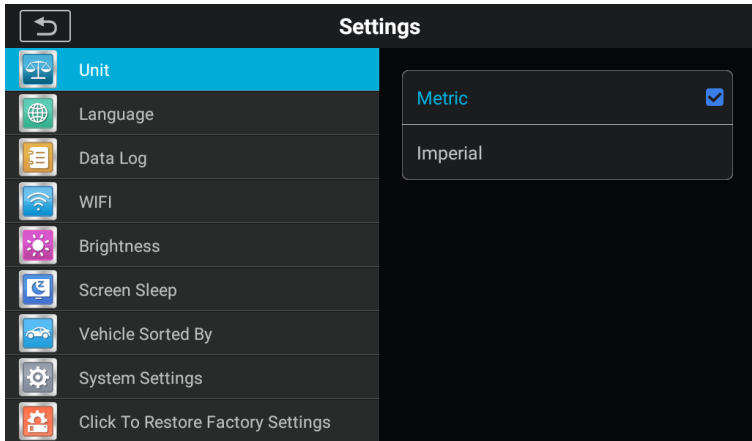 Settings
Unit
Language
Data Log
WIFI
Brightness
Screen Sleep
Vehicle Sorted By
System Settings
Click To Restore Factory Settings
Metric
Imperial